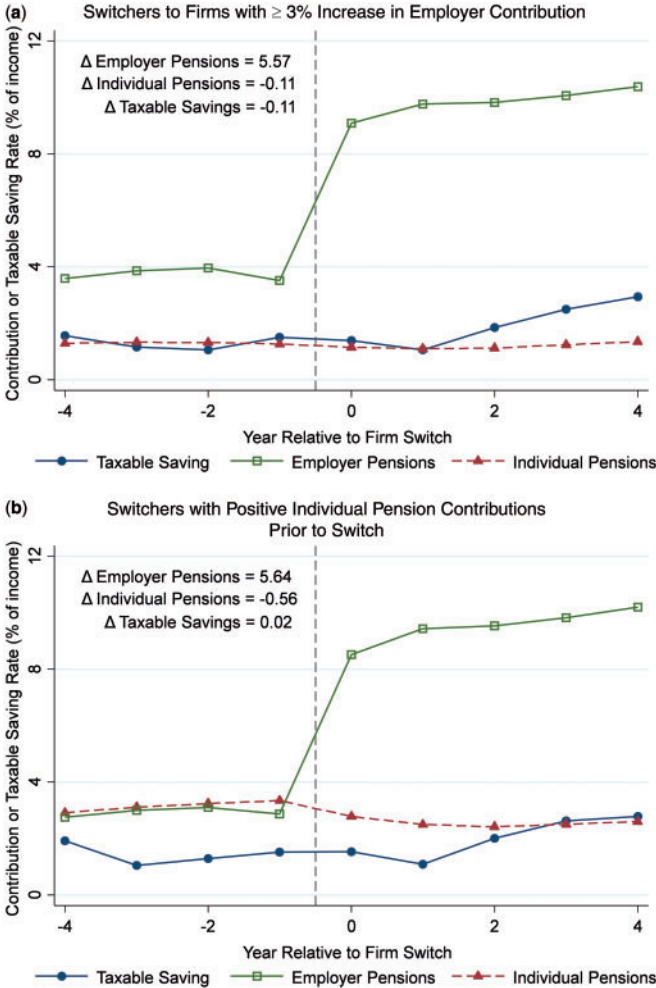 (a) Switchers to Firms with ≥ 3% Increase in Employer Contribution
Contribution or Taxable Saving Rate (% of income)
12
8
4
0
Δ Employer Pensions = 5.57
Δ Individual Pensions = -0.11
Δ Taxable Savings = -0.11
-4 -2 0 2 4
Year Relative to Firm Switch
Taxable Saving Employer Pensions Individual Pensions
(b) Switchers with Positive Individual Pension Contributions
Prior to Switch
Contribution or Taxable Saving Rate (% of income)
12
8
4
0
Δ Employer Pensions = 5.64
Δ Individual Pensions = -0.56
Δ Taxable Savings = 0.02
-4 -2 0 2 4
Year Relative to Firm Switch
Taxable Saving Employer Pensions Individual Pensions